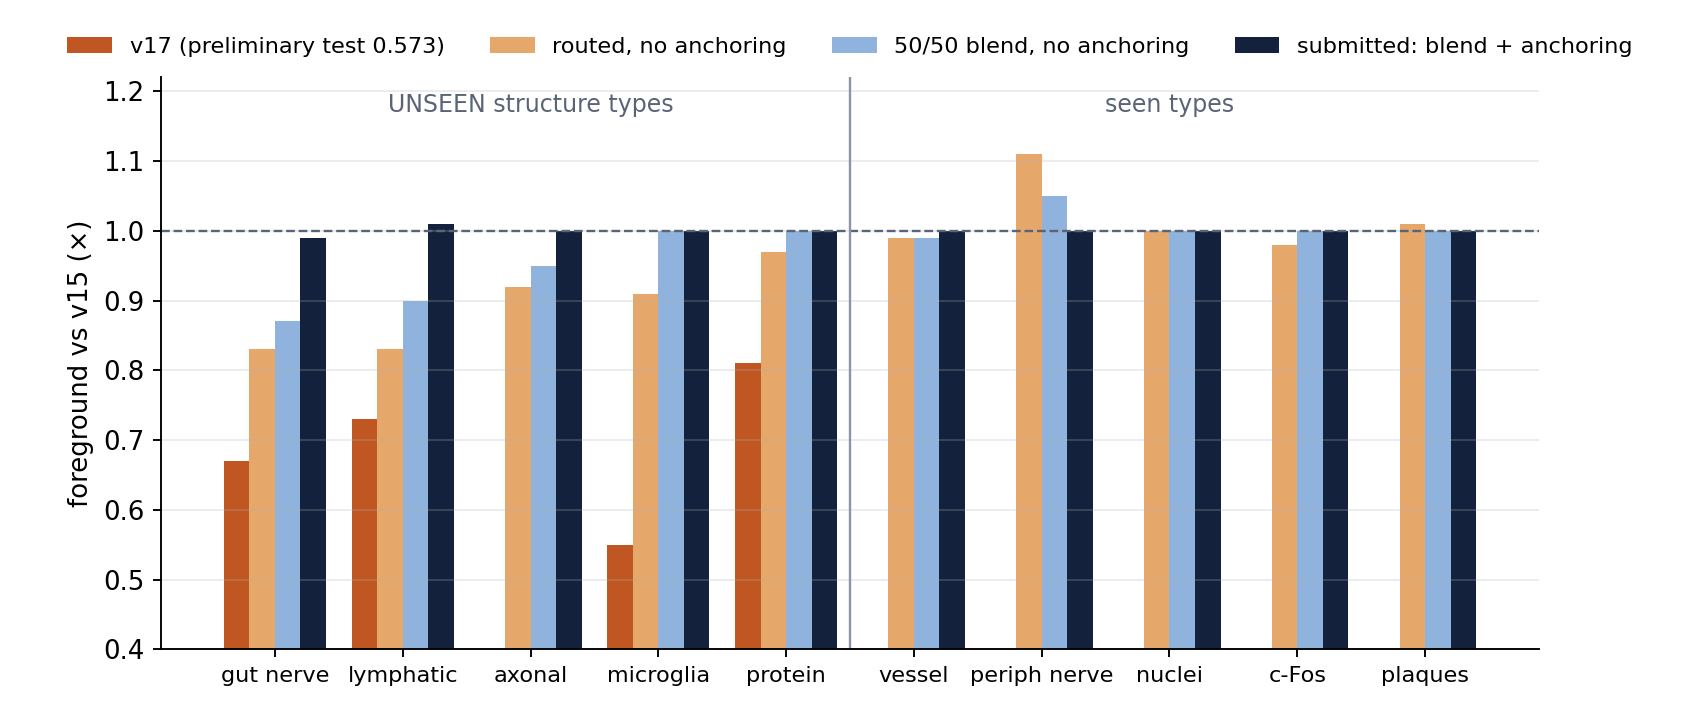 v17 (preliminary test 0.573) routed, no anchoring 50/50 blend, no anchoring submitted: blend + anchoring
UNSEEN structure types seen types
foreground vs v15 (×)
1.2
1.1
1.0
0.9
0.8
0.7
0.6
0.5
0.4
gut nerve lymphatic axonal microglia protein vessel periph nerve nuclei c-Fos plaques